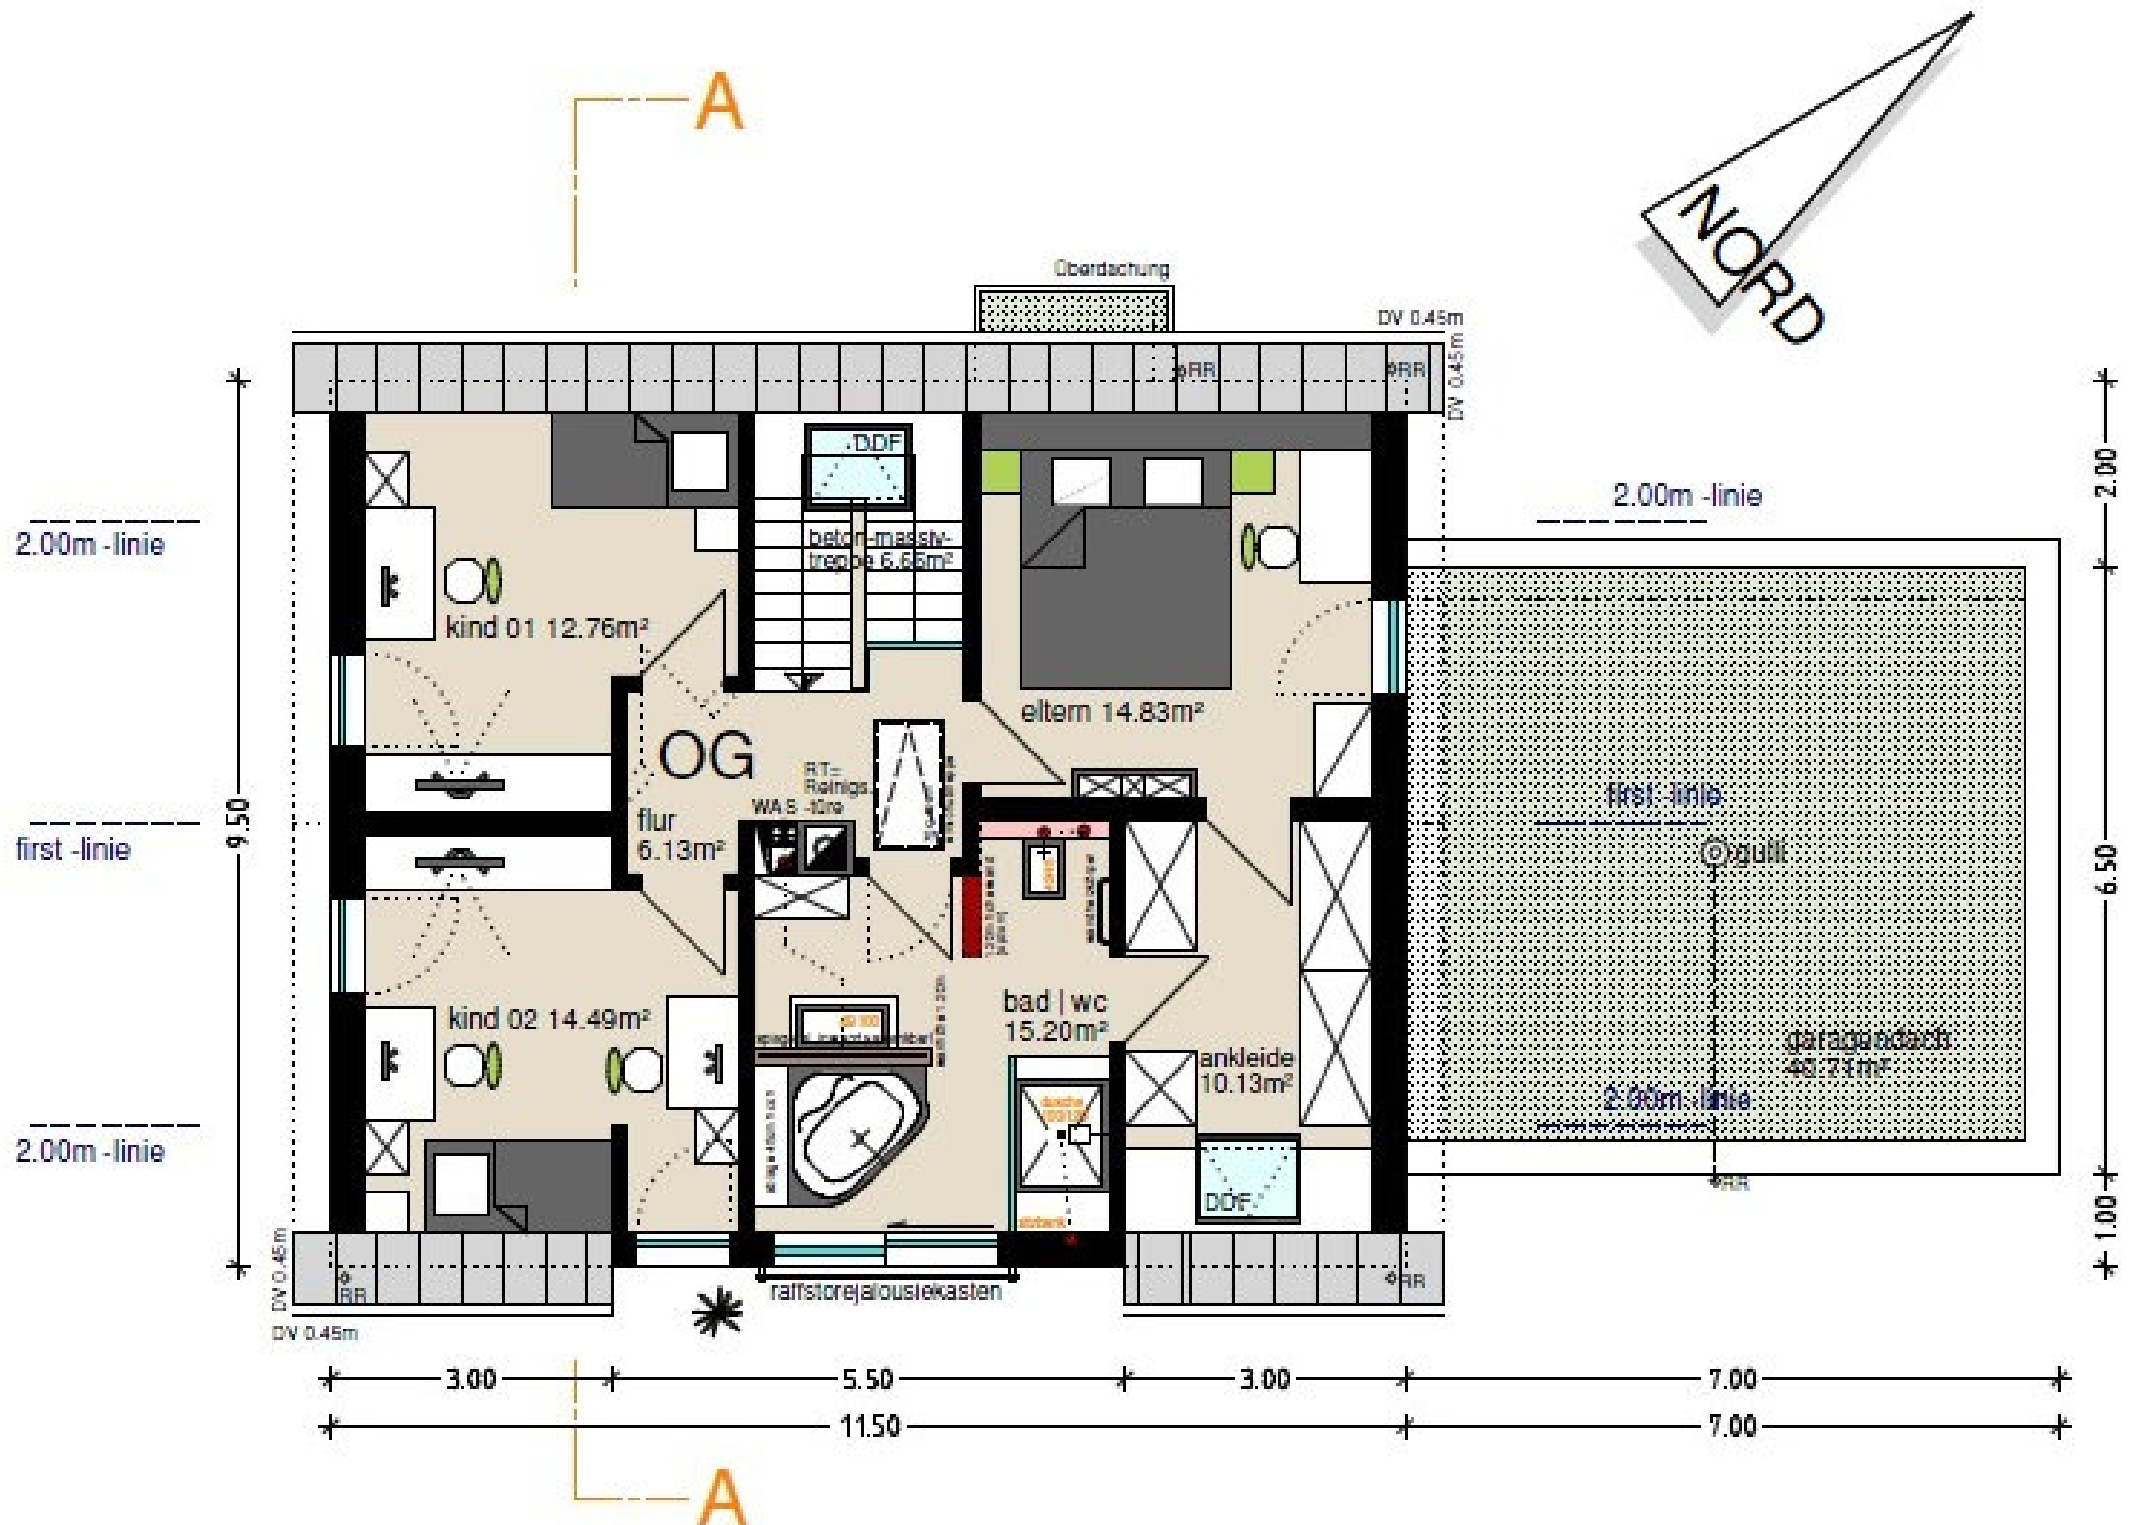 A
NORD
Überdachung
DV 0.45m
DV 0.45m
RR
RR
DDF
2.00
2.00m -linie
2.00m -linie
beton-massiv-
treppe 6.66m²
kind 01 12.76m²
eltern 14.83m²
OG
RT=
Reinigs.
WAS -türe
first -linie
9.50
flur
6.13m²
first -linie
gulli
6.50
bad | wc
15.20m²
kind 02 14.49m²
garagendach
40.71m²
ankleide
10.13m²
dusche
2.00m -linie
2.00m -linie
RR
DDF
1.00
DV 0.45m
RR
RR
raffstorejalousiekasten
DV 0.45m
3.00
5.50
3.00
7.00
11.50
7.00
A